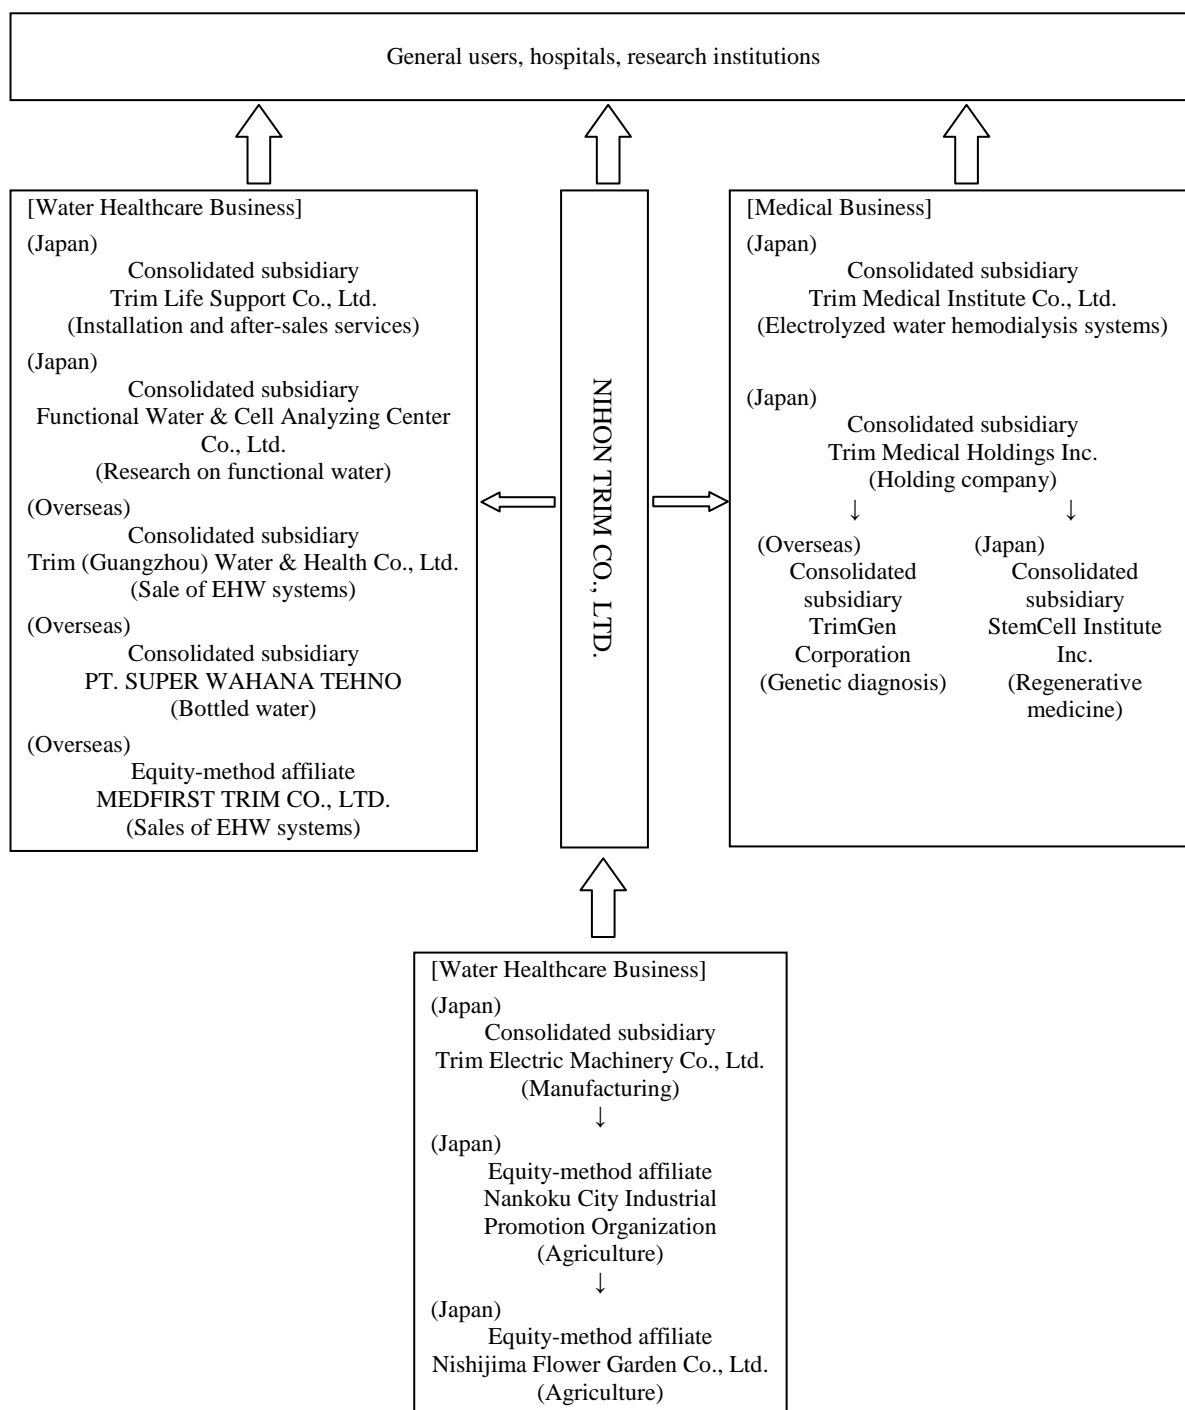 General users, hospitals, research institutions
[Water Healthcare Business]
(Japan)
Consolidated subsidiary
Trim Life Support Co., Ltd.
(Installation and after-sales services)
(Japan)
Consolidated subsidiary
Functional Water & Cell Analyzing Center
Co., Ltd.
(Research on functional water)
(Overseas)
Consolidated subsidiary
Trim (Guangzhou) Water & Health Co., Ltd.
(Sale of EHW systems)
(Overseas)
Consolidated subsidiary
PT. SUPER WAHANA TEHNO
(Bottled water)
(Overseas)
Equity-method affiliate
MEDFIRST TRIM CO., LTD.
(Sales of EHW systems)
NIHON TRIM CO., LTD.
[Medical Business]
(Japan)
Consolidated subsidiary
Trim Medical Institute Co., Ltd.
(Electrolyzed water hemodialysis systems)
(Japan)
Consolidated subsidiary
Trim Medical Holdings Inc.
(Holding company)
↓ ↓
(Overseas)
Consolidated
subsidiary
TrimGen
Corporation
(Genetic diagnosis)
(Japan)
Consolidated
subsidiary
StemCell Institute
Inc.
(Regenerative
medicine)
[Water Healthcare Business]
(Japan)
Consolidated subsidiary
Trim Electric Machinery Co., Ltd.
(Manufacturing)
↓
(Japan)
Equity-method affiliate
Nankoku City Industrial
Promotion Organization
(Agriculture)
↓
(Japan)
Equity-method affiliate
Nishijima Flower Garden Co., Ltd.
(Agriculture)